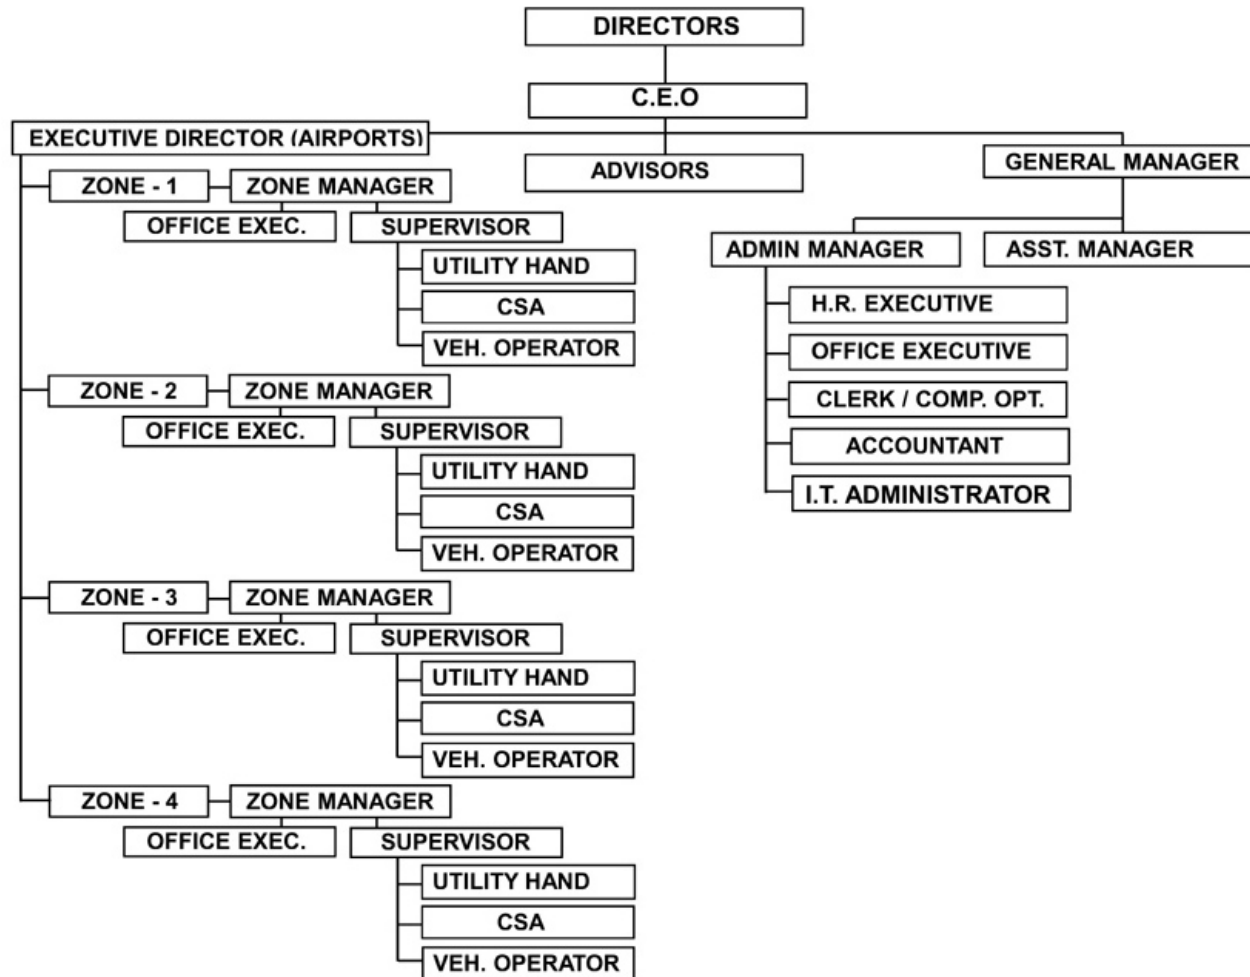 DIRECTORS
C.E.O
EXECUTIVE DIRECTOR (AIRPORTS)
ADVISORS
GENERAL MANAGER
ZONE - 1
ZONE MANAGER
OFFICE EXEC.
SUPERVISOR
UTILITY HAND
CSA
VEH. OPERATOR
ZONE - 2
ZONE MANAGER
OFFICE EXEC.
SUPERVISOR
UTILITY HAND
CSA
VEH. OPERATOR
ZONE - 3
ZONE MANAGER
OFFICE EXEC.
SUPERVISOR
UTILITY HAND
CSA
VEH. OPERATOR
ZONE - 4
ZONE MANAGER
OFFICE EXEC.
SUPERVISOR
UTILITY HAND
CSA
VEH. OPERATOR
ADMIN MANAGER
ASST. MANAGER
H.R. EXECUTIVE
OFFICE EXECUTIVE
CLERK / COMP. OPT.
ACCOUNTANT
I.T. ADMINISTRATOR